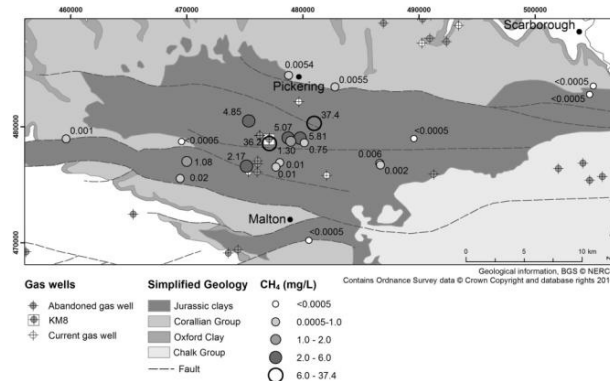 460000 470000 480000 490000 500000
Scarborough
0.0054
Pickering 0.0055
<0.0005
<0.0005
4.85 37.4
480000
5.07
0.001 <0.0005 36.2 5.81 <0.0005
1.30 0.75
1.08 2.17 0.01 0.006
0.02 0.01 0.002
Malton
<0.0005
470000
0 5 10 km
Geological information, BGS © NERC
Contains Ordnance Survey data © Crown Copyright and database rights 201
Gas wells Simplified Geology CH₄ (mg/L)
Abandoned gas well Jurassic clays <0.0005
KM8 Corallian Group 0.0005-1.0
Current gas well Oxford Clay 1.0 - 2.0
Chalk Group 2.0 - 6.0
Fault 6.0 - 37.4